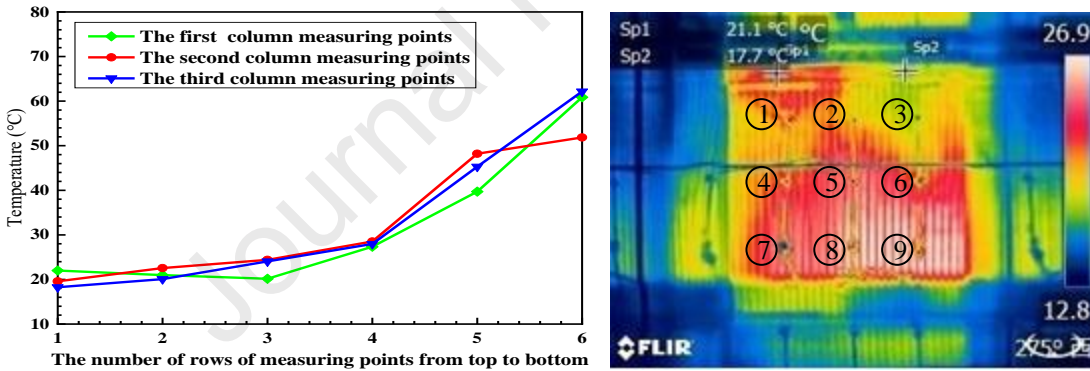 80
70
60
50
40
30
20
10
Temperature (℃)
The first column measuring points
The second column measuring points
The third column measuring points
1 2 3 4 5 6
The number of rows of measuring points from top to bottom
Journal
Sp1 21.1 °C °C
Sp2 17.7 °C Sp1
Sp2
26.9
1 2 3
4 5 6
7 8 9
12.8
FLIR